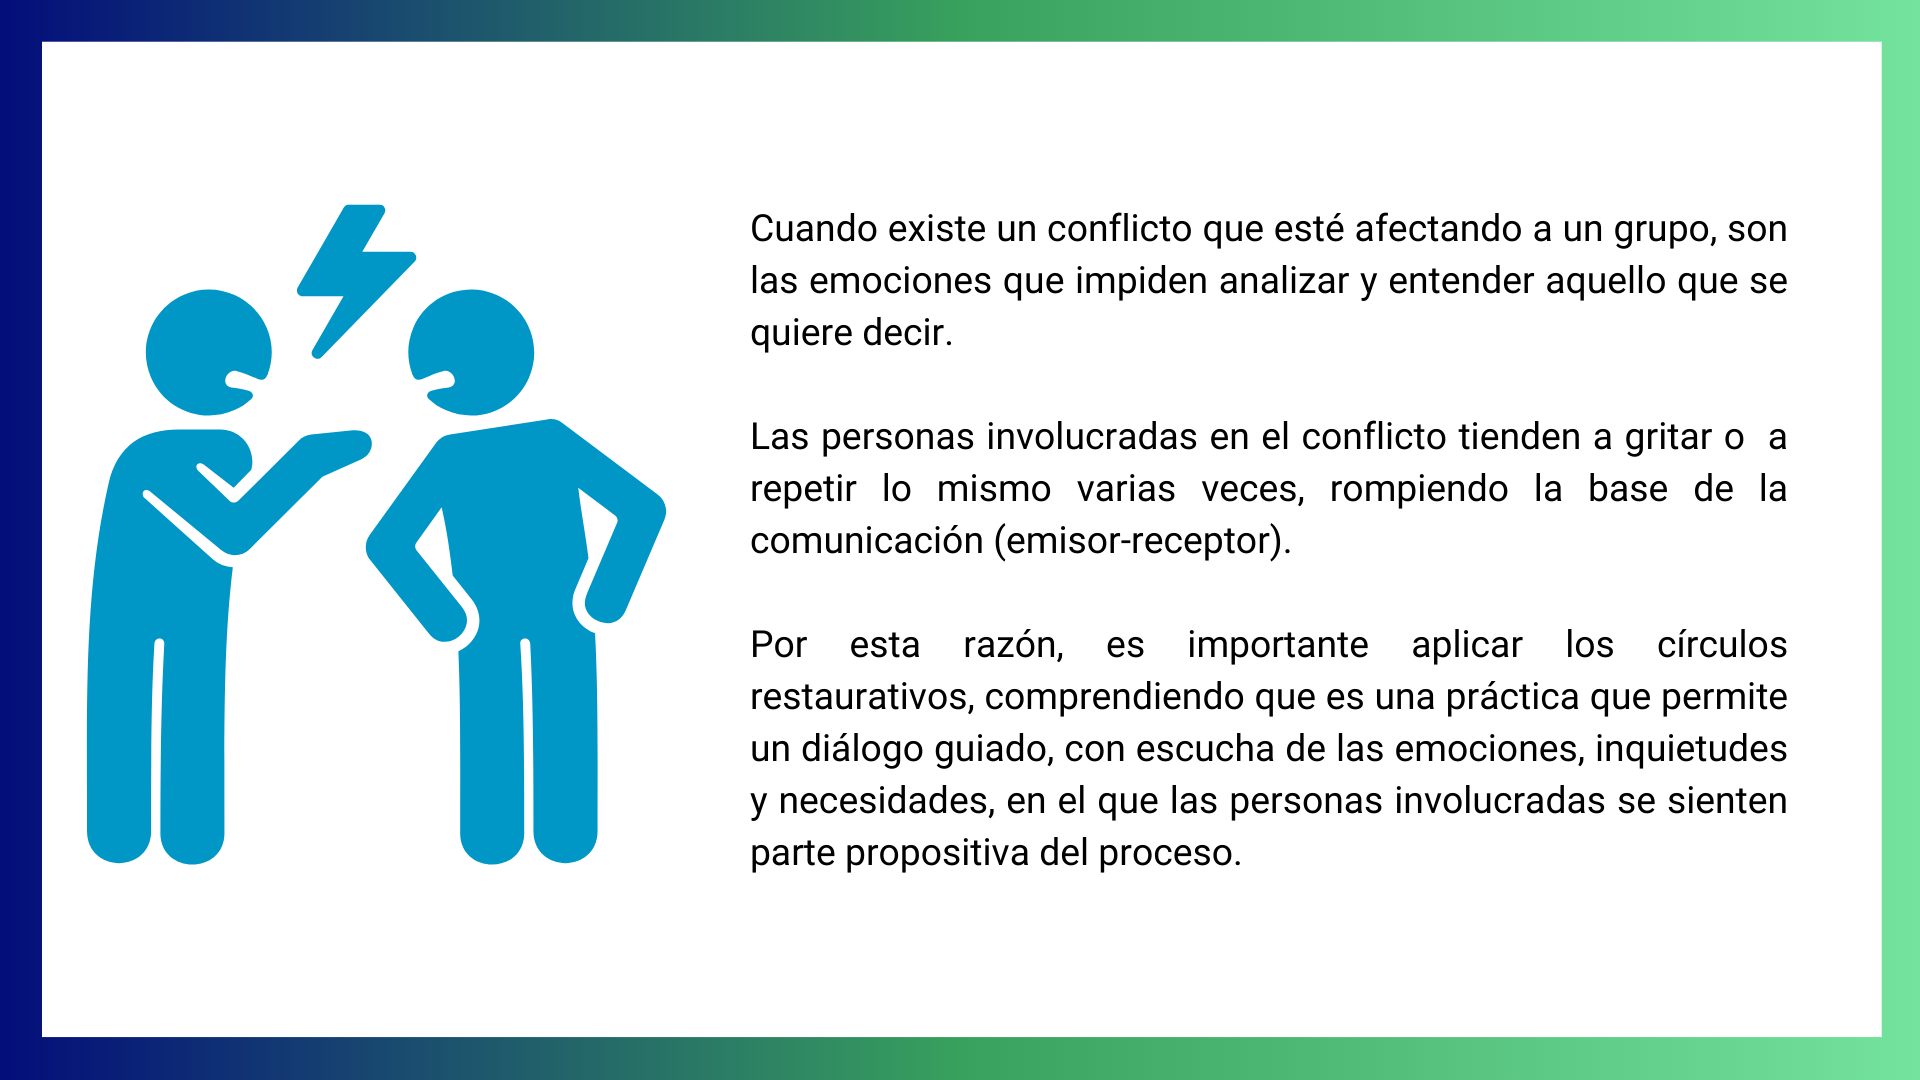 Cuando existe un conflicto que esté afectando a un grupo, son
las emociones que impiden analizar y entender aquello que se
quiere decir.
Las personas involucradas en el conflicto tienden a gritar o  a
repetir lo mismo varias veces, rompiendo la base de la
comunicación (emisor-receptor).
Por esta razón, es importante aplicar los círculos
restaurativos, comprendiendo que es una práctica que permite
un diálogo guiado, con escucha de las emociones, inquietudes
y necesidades, en el que las personas involucradas se sienten
parte propositiva del proceso.